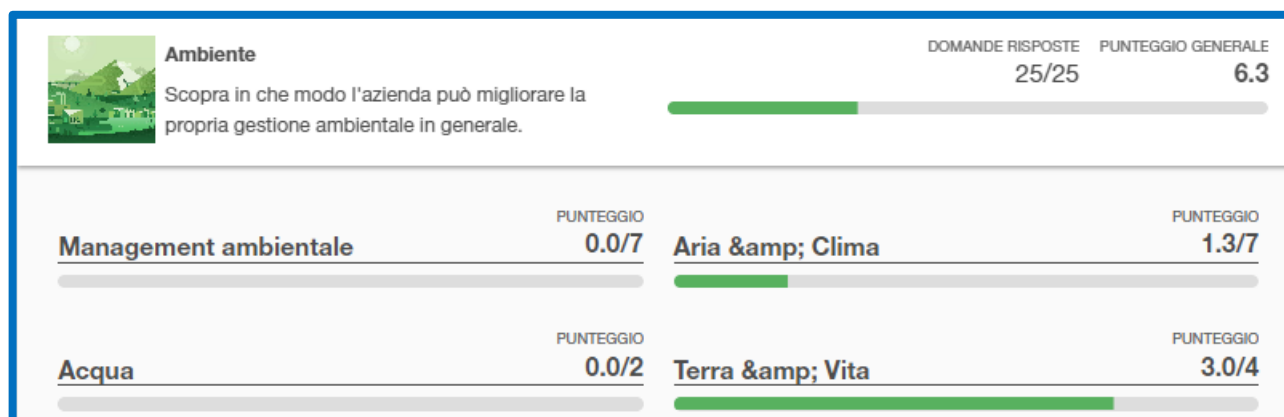 Ambiente
Scopra in che modo l'azienda può migliorare la
propria gestione ambientale in generale.
DOMANDE RISPOSTE
25/25
PUNTEGGIO GENERALE
6.3
PUNTEGGIO
Management ambientale 0.0/7
PUNTEGGIO
Aria &amp; Clima 1.3/7
PUNTEGGIO
Acqua 0.0/2
PUNTEGGIO
Terra &amp; Vita 3.0/4